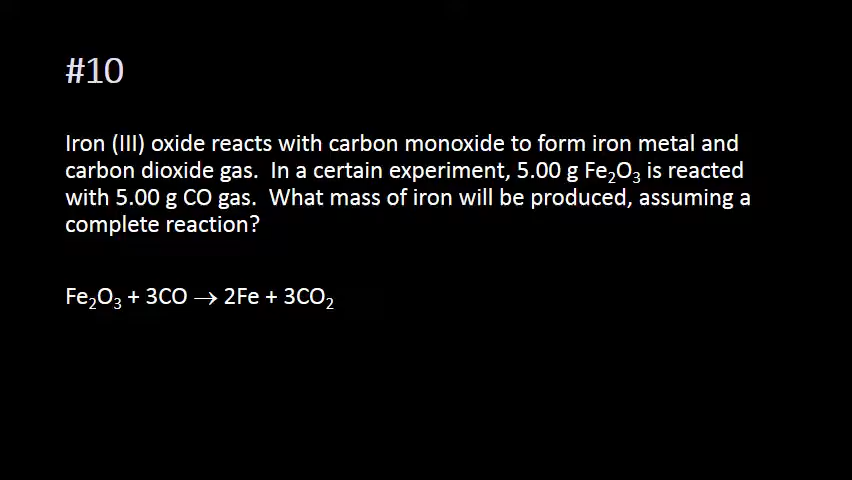 #10
Iron (III) oxide reacts with carbon monoxide to form iron metal and
carbon dioxide gas.  In a certain experiment, 5.00 g Fe₂O₃ is reacted
with 5.00 g CO gas.  What mass of iron will be produced, assuming a
complete reaction?
Fe₂O₃ + 3CO → 2Fe + 3CO₂